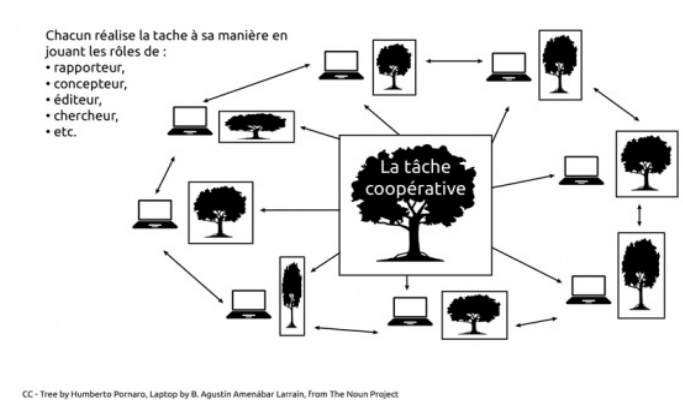 Chacun réalise la tache à sa manière en
jouant les rôles de :
• rapporteur,
• concepteur,
• éditeur,
• chercheur,
• etc.
La tâche
coopérative
CC - Tree by Humberto Pornaro, Laptop by B. Agustín Amenábar Larraín, from The Noun Project